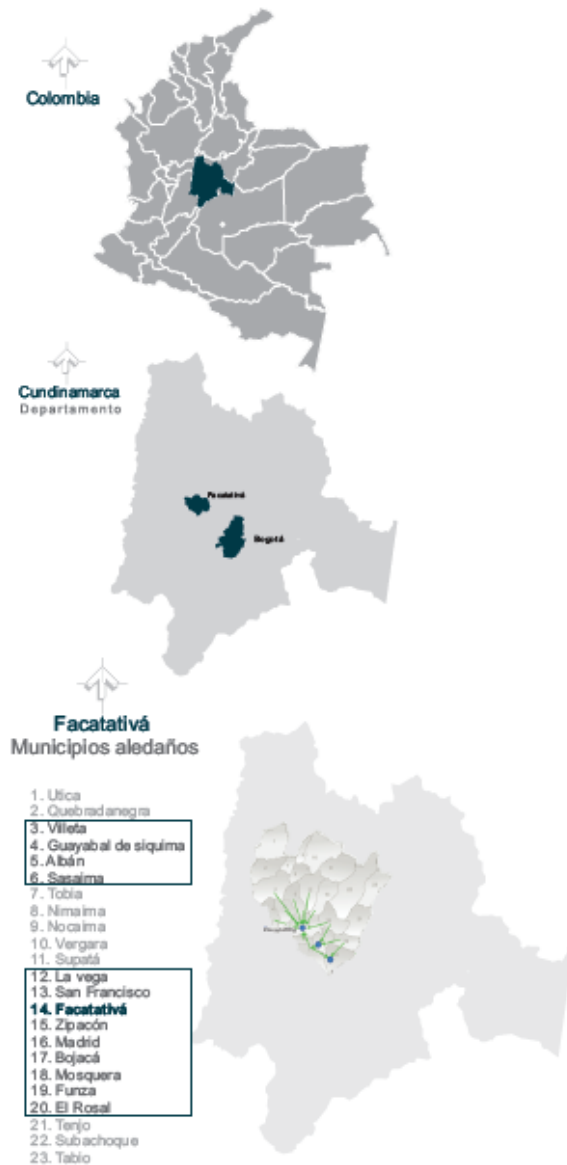 Colombia
Cundinamarca
Departamento
Facatativá
Bogotá
Facatativá
Municipios aledaños
1. Utica
2. Quebradanegra
3. Villeta
4. Guayabal de siquima
5. Albán
6. Sasaima
7. Tobia
8. Nimaima
9. Nocaima
10. Vergara
11. Supatá
12. La vega
13. San Francisco
14. Facatativá
15. Zipacón
16. Madrid
17. Bojacá
18. Mosquera
19. Funza
20. El Rosal
21. Tenjo
22. Subachoque
23. Tabio